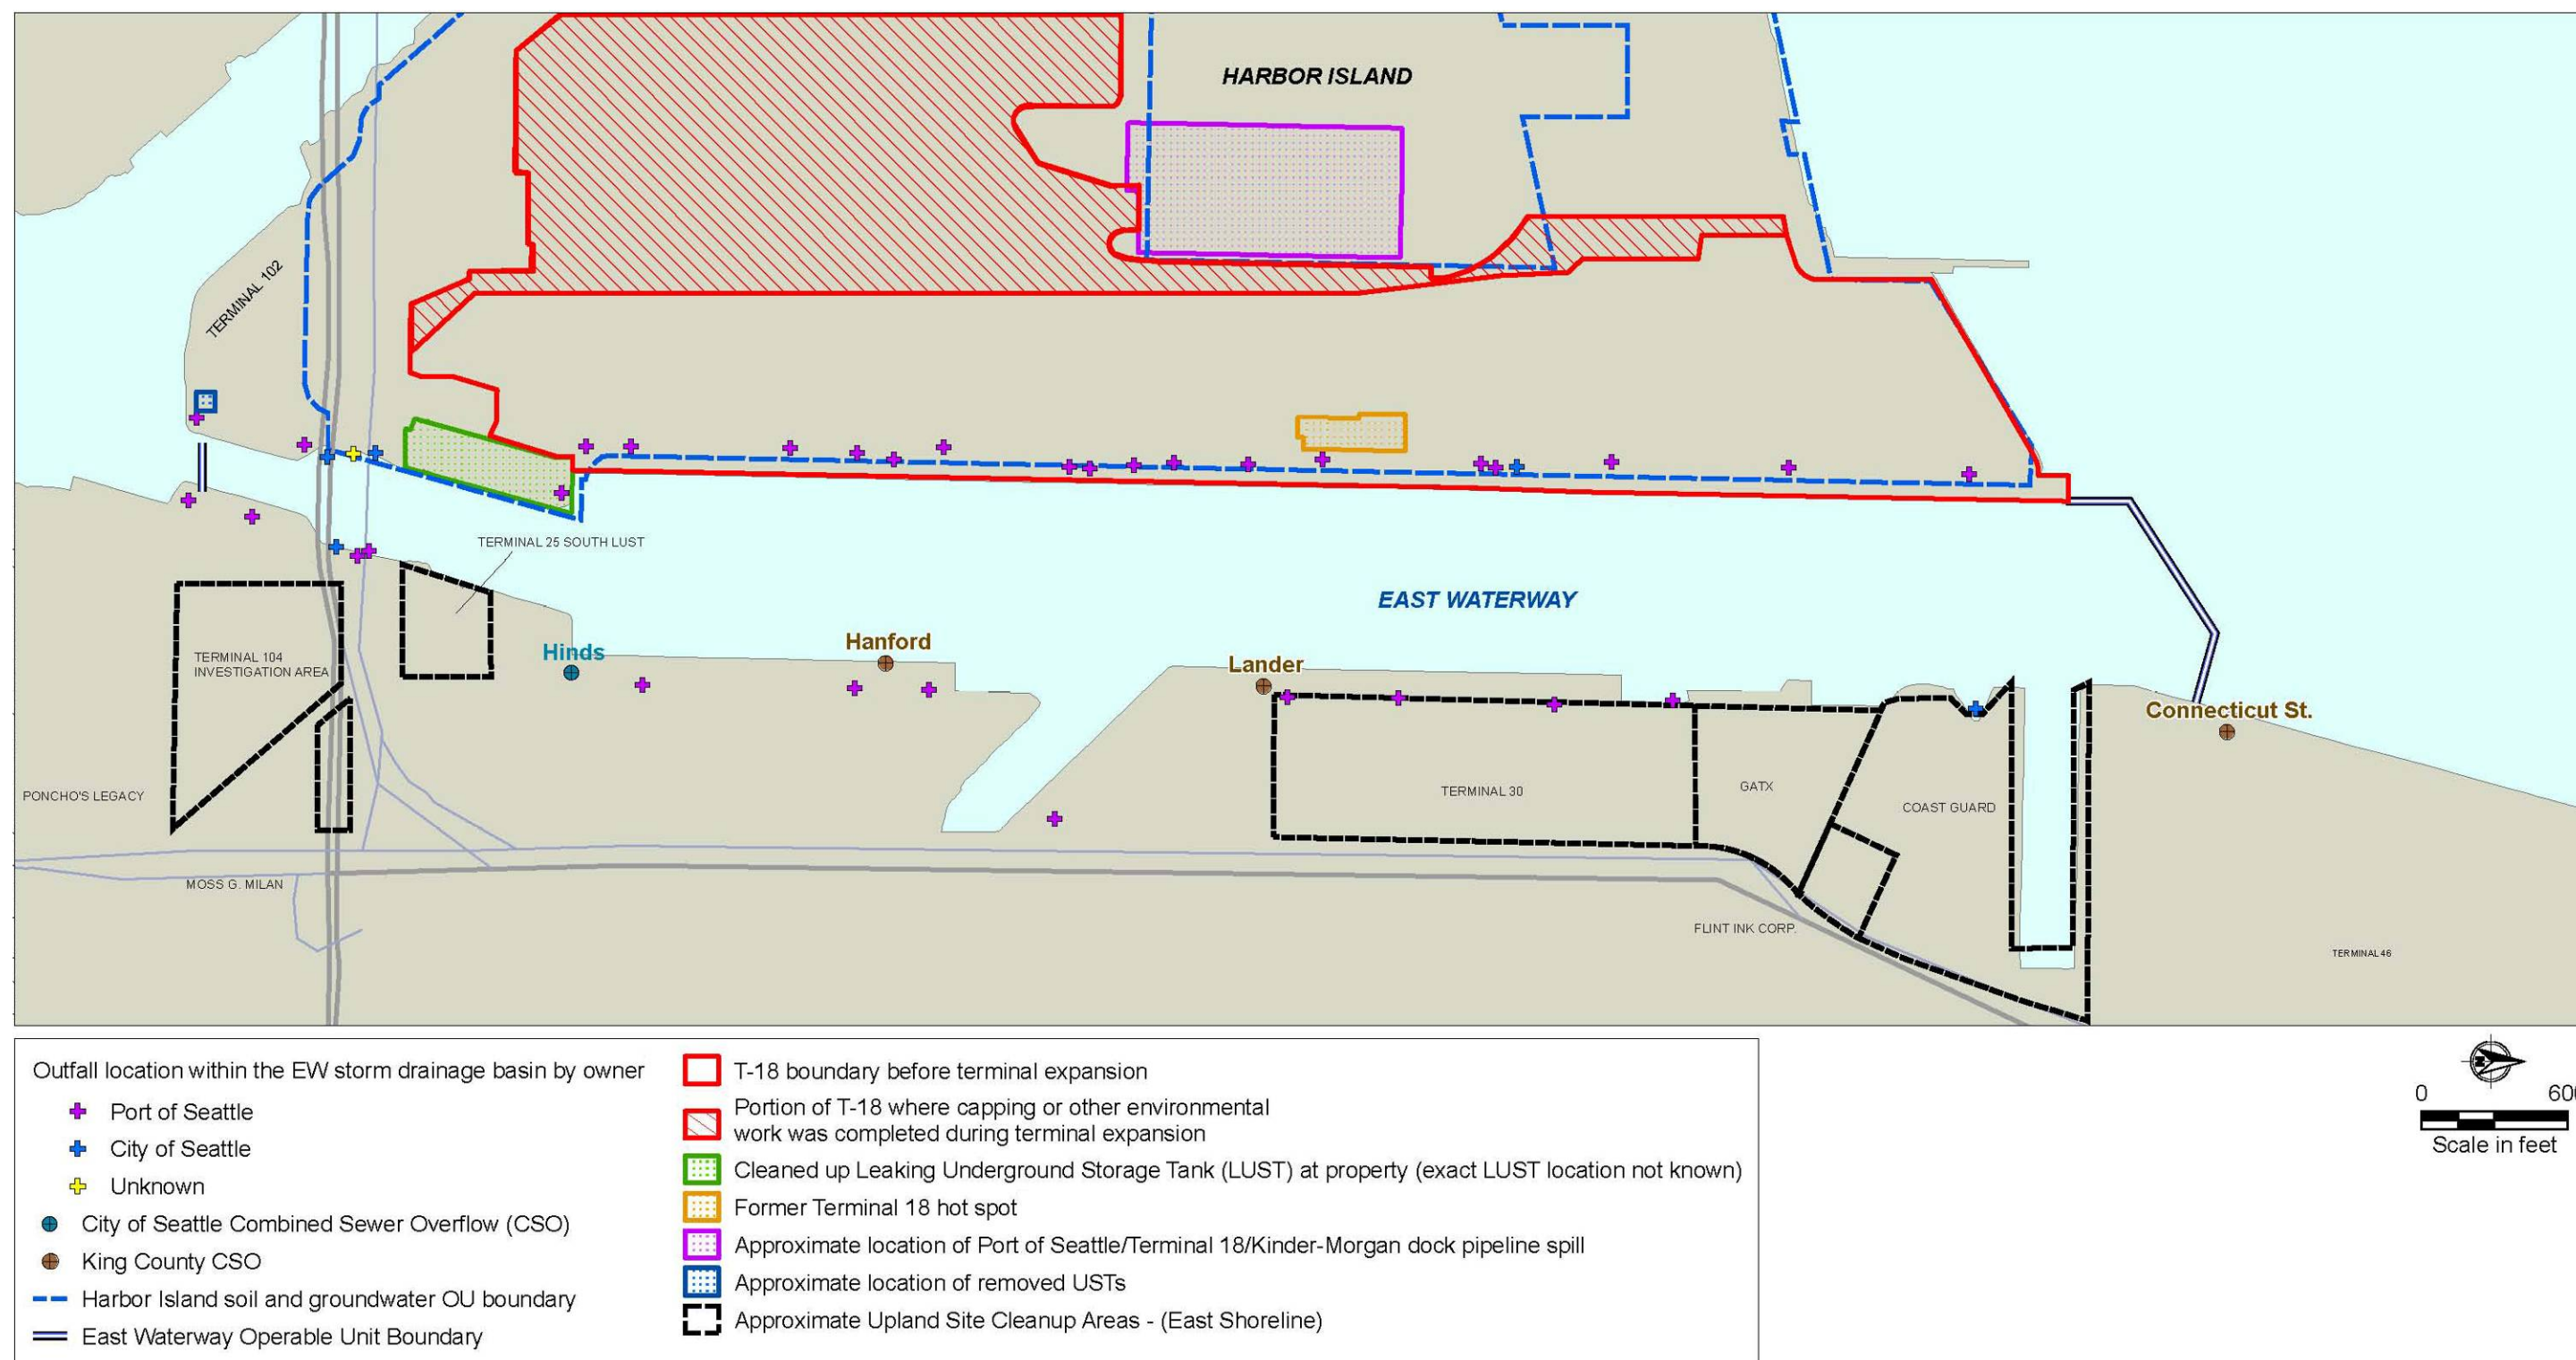 HARBOR ISLAND
TERMINAL 102
TERMINAL 25 SOUTH LUST
EAST WATERWAY
Hinds
Hanford
Lander
Connecticut St.
TERMINAL 104
INVESTIGATION AREA
PONCHO'S LEGACY
TERMINAL 30
GATX
COAST GUARD
MOSS G. MILAN
FLINT INK CORP.
TERMINAL 46
Outfall location within the EW storm drainage basin by owner
Port of Seattle
City of Seattle
Unknown
City of Seattle Combined Sewer Overflow (CSO)
King County CSO
Harbor Island soil and groundwater OU boundary
East Waterway Operable Unit Boundary
T-18 boundary before terminal expansion
Portion of T-18 where capping or other environmental
work was completed during terminal expansion
Cleaned up Leaking Underground Storage Tank (LUST) at property (exact LUST location not known)
Former Terminal 18 hot spot
Approximate location of Port of Seattle/Terminal 18/Kinder-Morgan dock pipeline spill
Approximate location of removed USTs
Approximate Upland Site Cleanup Areas - (East Shoreline)
N
0
Scale in feet